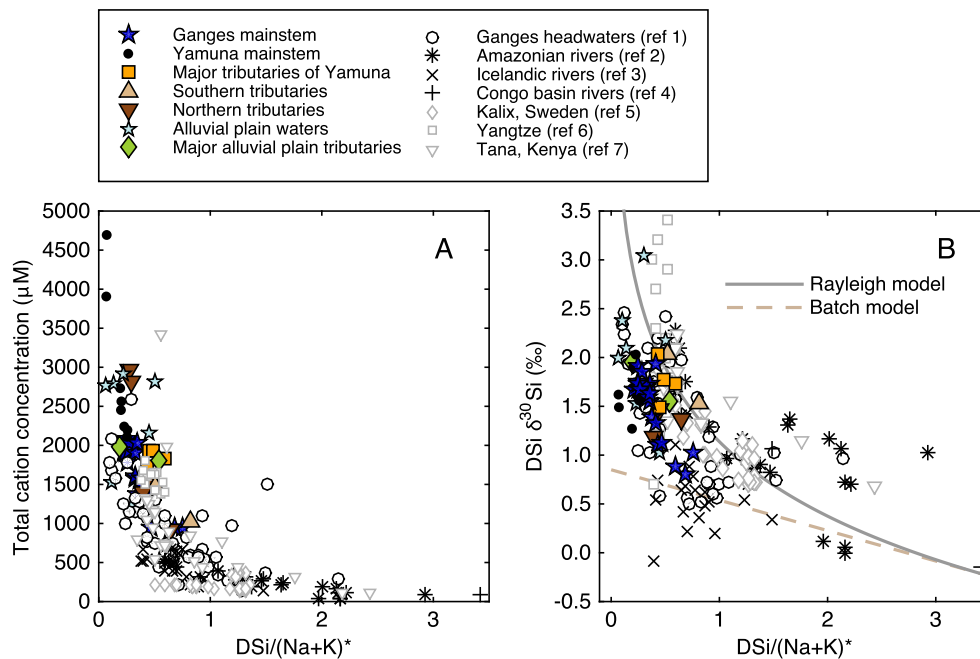 Ganges mainstem
Yamuna mainstem
Major tributaries of Yamuna
Southern tributaries
Northern tributaries
Alluvial plain waters
Major alluvial plain tributaries
Ganges headwaters (ref 1)
Amazonian rivers (ref 2)
Icelandic rivers (ref 3)
Congo basin rivers (ref 4)
Kalix, Sweden (ref 5)
Yangtze (ref 6)
Tana, Kenya (ref 7)
A
Total cation concentration (μM)
5000
4500
4000
3500
3000
2500
2000
1500
1000
500
0
0 1 2 3
DSi/(Na+K)*
B
Rayleigh model
Batch model
DSi δ³⁰Si (‰)
3.5
3.0
2.5
2.0
1.5
1.0
0.5
0.0
-0.5
0 1 2 3
DSi/(Na+K)*